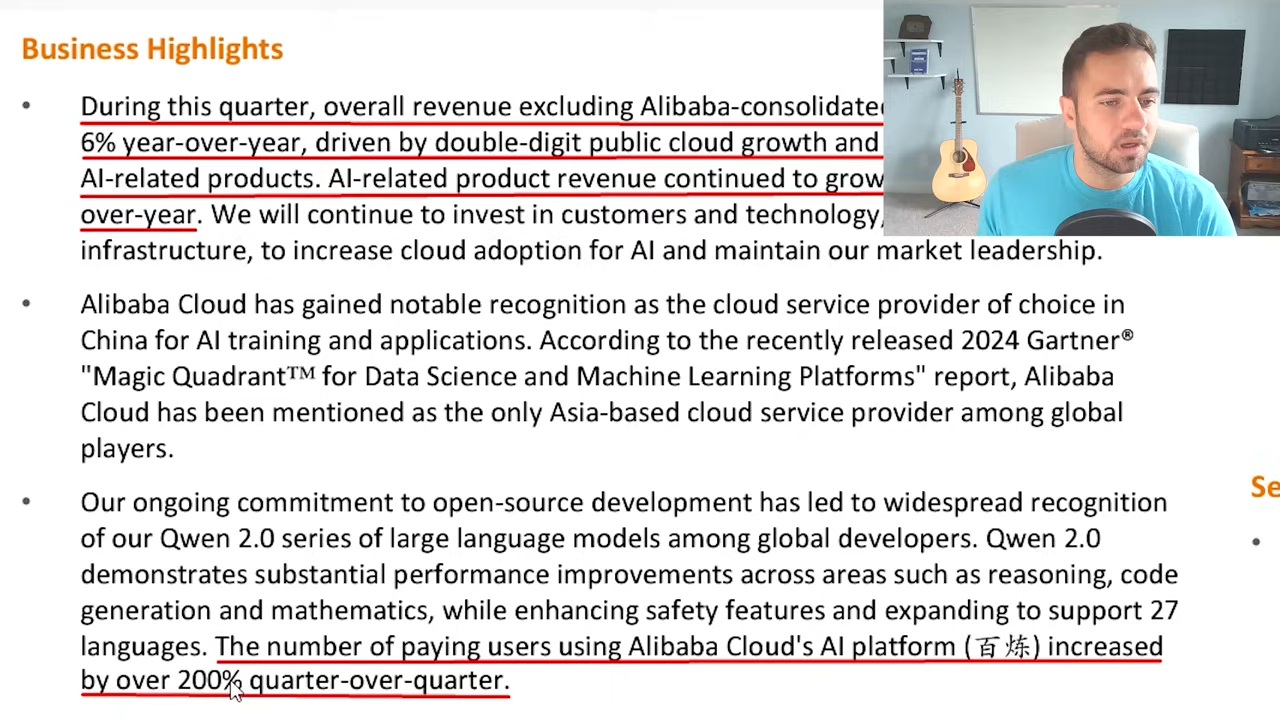 Business Highlights
• During this quarter, overall revenue excluding Alibaba-consolidated
6% year-over-year, driven by double-digit public cloud growth and
AI-related products. AI-related product revenue continued to grow
over-year. We will continue to invest in customers and technology,
infrastructure, to increase cloud adoption for AI and maintain our market leadership.
• Alibaba Cloud has gained notable recognition as the cloud service provider of choice in
China for AI training and applications. According to the recently released 2024 Gartner®
"Magic Quadrant™ for Data Science and Machine Learning Platforms" report, Alibaba
Cloud has been mentioned as the only Asia-based cloud service provider among global
players.
• Our ongoing commitment to open-source development has led to widespread recognition
of our Qwen 2.0 series of large language models among global developers. Qwen 2.0
demonstrates substantial performance improvements across areas such as reasoning, code
generation and mathematics, while enhancing safety features and expanding to support 27
languages. The number of paying users using Alibaba Cloud's AI platform (百炼) increased
by over 200% quarter-over-quarter.
Se
•